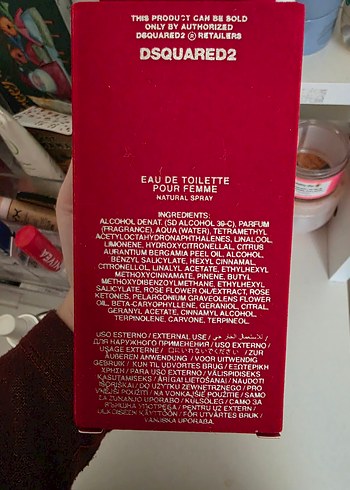 THIS PRODUCT CAN BE SOLD
ONLY BY AUTHORIZED
DSQUARED2 RETAILERS
DSQUARED2
EAU DE TOILETTE
POUR FEMME
NATURAL SPRAY
INGREDIENTS:
ALCOHOL DENAT. (SD ALCOHOL 39-C), PARFUM
(FRAGRANCE), AQUA (WATER), TETRAMETHYL
ACETYLOCTAHYDRONAPHTHALENES, LINALOOL,
LIMONENE, HYDROXYCITRONELLAL, CITRUS
AURANTIUM BERGAMIA PEEL OIL, ALCOHOL,
BENZYL SALICYLATE, HEXYL CINNAMAL,
CITRONELLOL, LINALYL ACETATE, ETHYLHEXYL
METHOXYCINNAMATE, PINENE, BUTYL
METHOXYDIBENZOYLMETHANE, ETHYLHEXYL
SALICYLATE, ROSE FLOWER OIL/EXTRACT, ROSE
KETONES, PELARGONIUM GRAVEOLENS FLOWER
OIL, BETA-CARYOPHYLLENE, GERANIOL, CITRAL,
GERANYL ACETATE, CINNAMYL ALCOHOL,
TERPINOLENE, CARVONE, TERPINEOL.
USO ESTERNO / EXTERNAL USE / للاستعمال الخارجي /
ДЛЯ НАРУЖНОГО ПРИМЕНЕНИЯ / USO EXTERNO /
USAGE EXTERNE / / ZUR
ÄUßEREN ANWENDUNG / VOOR UITWENDIG
GEBRUIK / KUN TIL UDVORTES BRUG / ΕΞΩΤΕΡΙΚΗ
ΧΡΗΣΗ / PARA USO EXTERNO / VÄLISPIDISEKS
KASUTAMISEKS / ĀRĪGAI LIETOŠANAI / NAUDOTI
IŠORIŠKAI / DO UŻYTKU ZEWNĘTRZNEGO / PRO
VNĚJŠÍ POUŽITÍ / NA VONKAJŠIE POUŽITIE / SAMO
ZA ZUNANJO UPORABO / KÜLSŐLEG / САМО ЗА
ВЪНШНА УПОТРЕБА / PENTRU UZ EXTERN /
ULKOISEEN KÄYTTÖÖN / FÖR UTVÄRTES BRUK /
VANJSKA UPORABA.